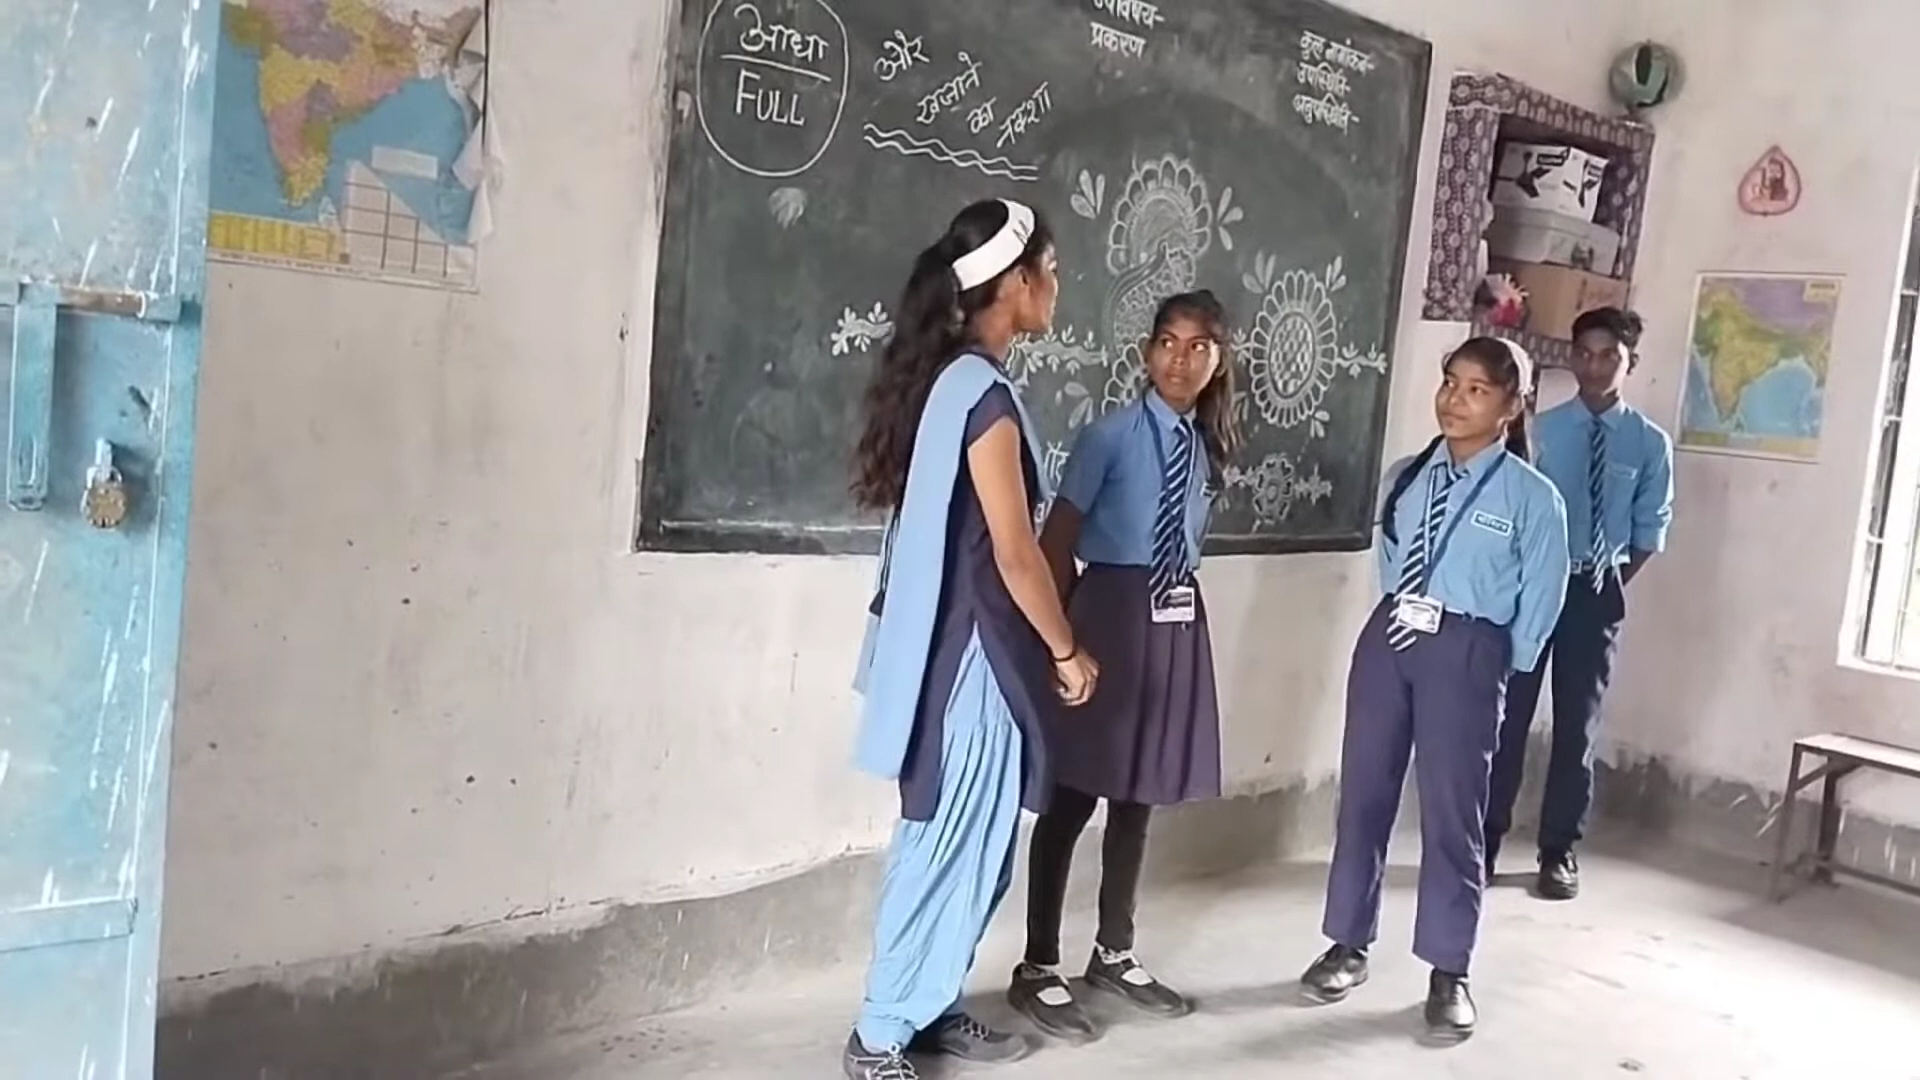 आधा
FULL
और
खजाने
का
नक्शा
उपविषय-
प्रकरण
कुल नामांकन-
उपस्थिति-
अनुपस्थिति-